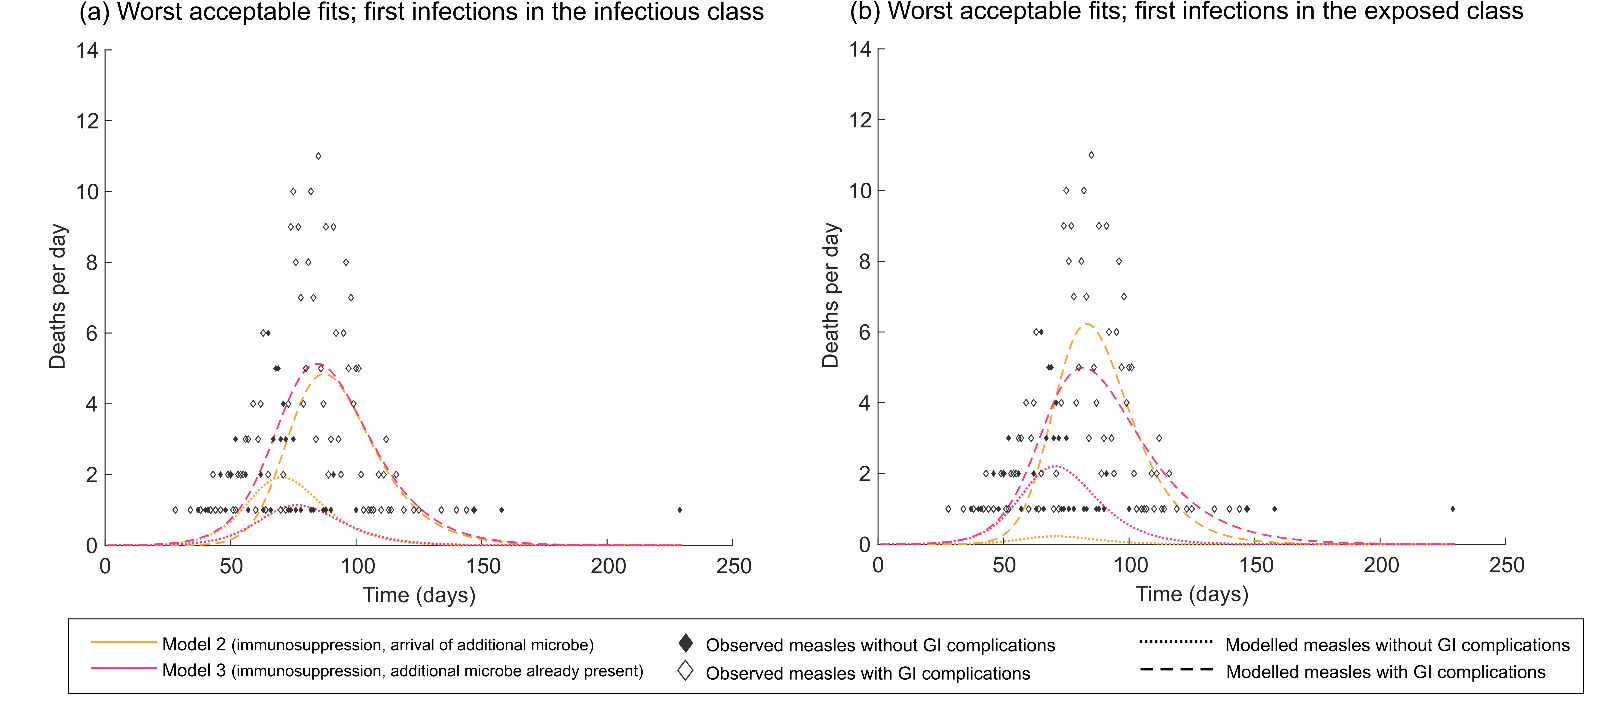 (a) Worst acceptable fits; first infections in the infectious class
14
12
10
8
6
4
2
0
Deaths per day
0 50 100 150 200 250
Time (days)
(b) Worst acceptable fits; first infections in the exposed class
14
12
10
8
6
4
2
0
Deaths per day
0 50 100 150 200 250
Time (days)
Model 2 (immunosuppression, arrival of additional microbe)
Model 3 (immunosuppression, additional microbe already present)
Observed measles without GI complications
Observed measles with GI complications
Modelled measles without GI complications
Modelled measles with GI complications